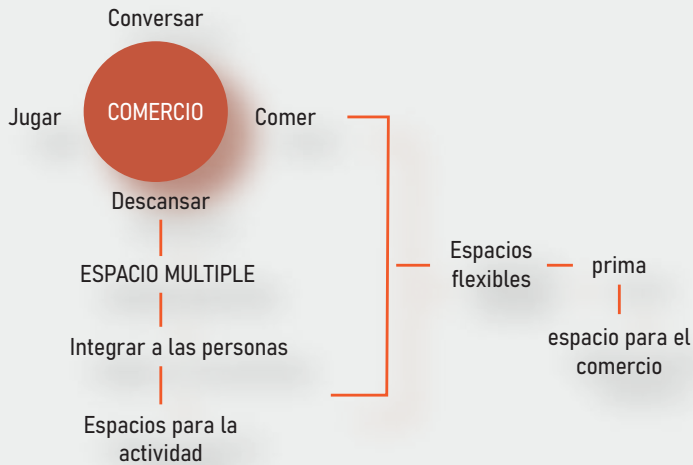 Conversar
Jugar
COMERCIO
Comer
Descansar
ESPACIO MULTIPLE
Integrar a las personas
Espacios para la
actividad
Espacios
flexibles
prima
espacio para el
comercio